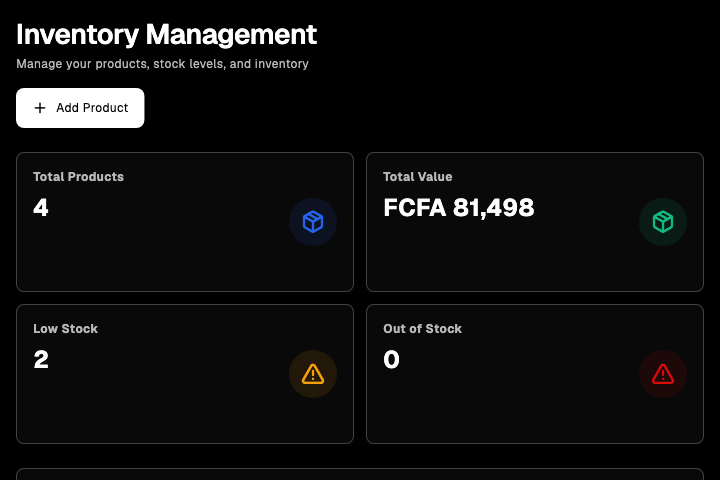 Inventory Management
Manage your products, stock levels, and inventory
Add Product
Total Products
4
Total Value
FCFA 81,498
Low Stock
2
Out of Stock
0